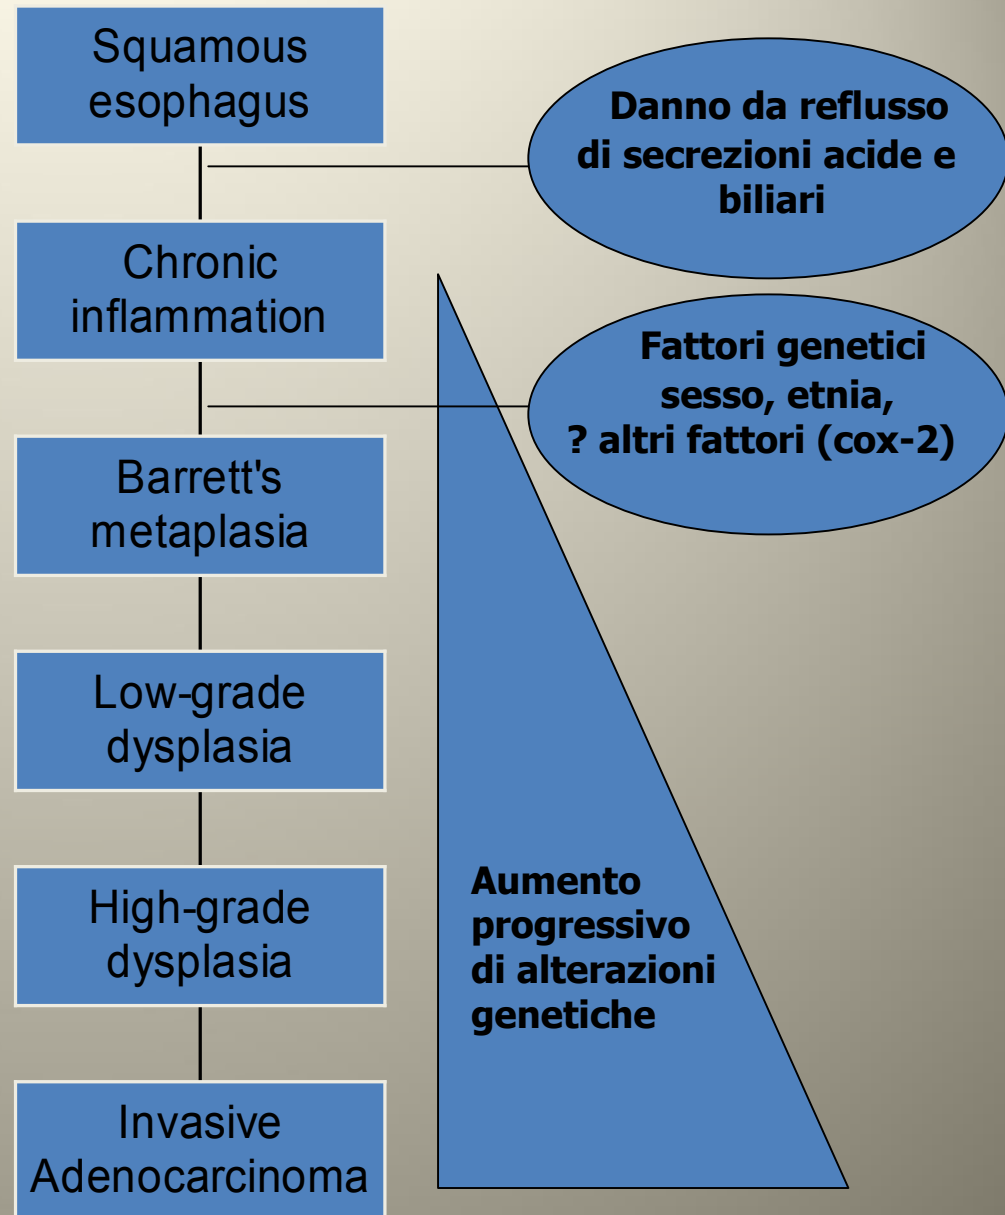 Squamous
esophagus
Danno da reflusso
di secrezioni acide e
biliari
Chronic
inflammation
Fattori genetici
sesso, etnia,
? altri fattori (cox-2)
Barrett's
metaplasia
Low-grade
dysplasia
High-grade
dysplasia
Aumento
progressivo
di alterazioni
genetiche
Invasive
Adenocarcinoma